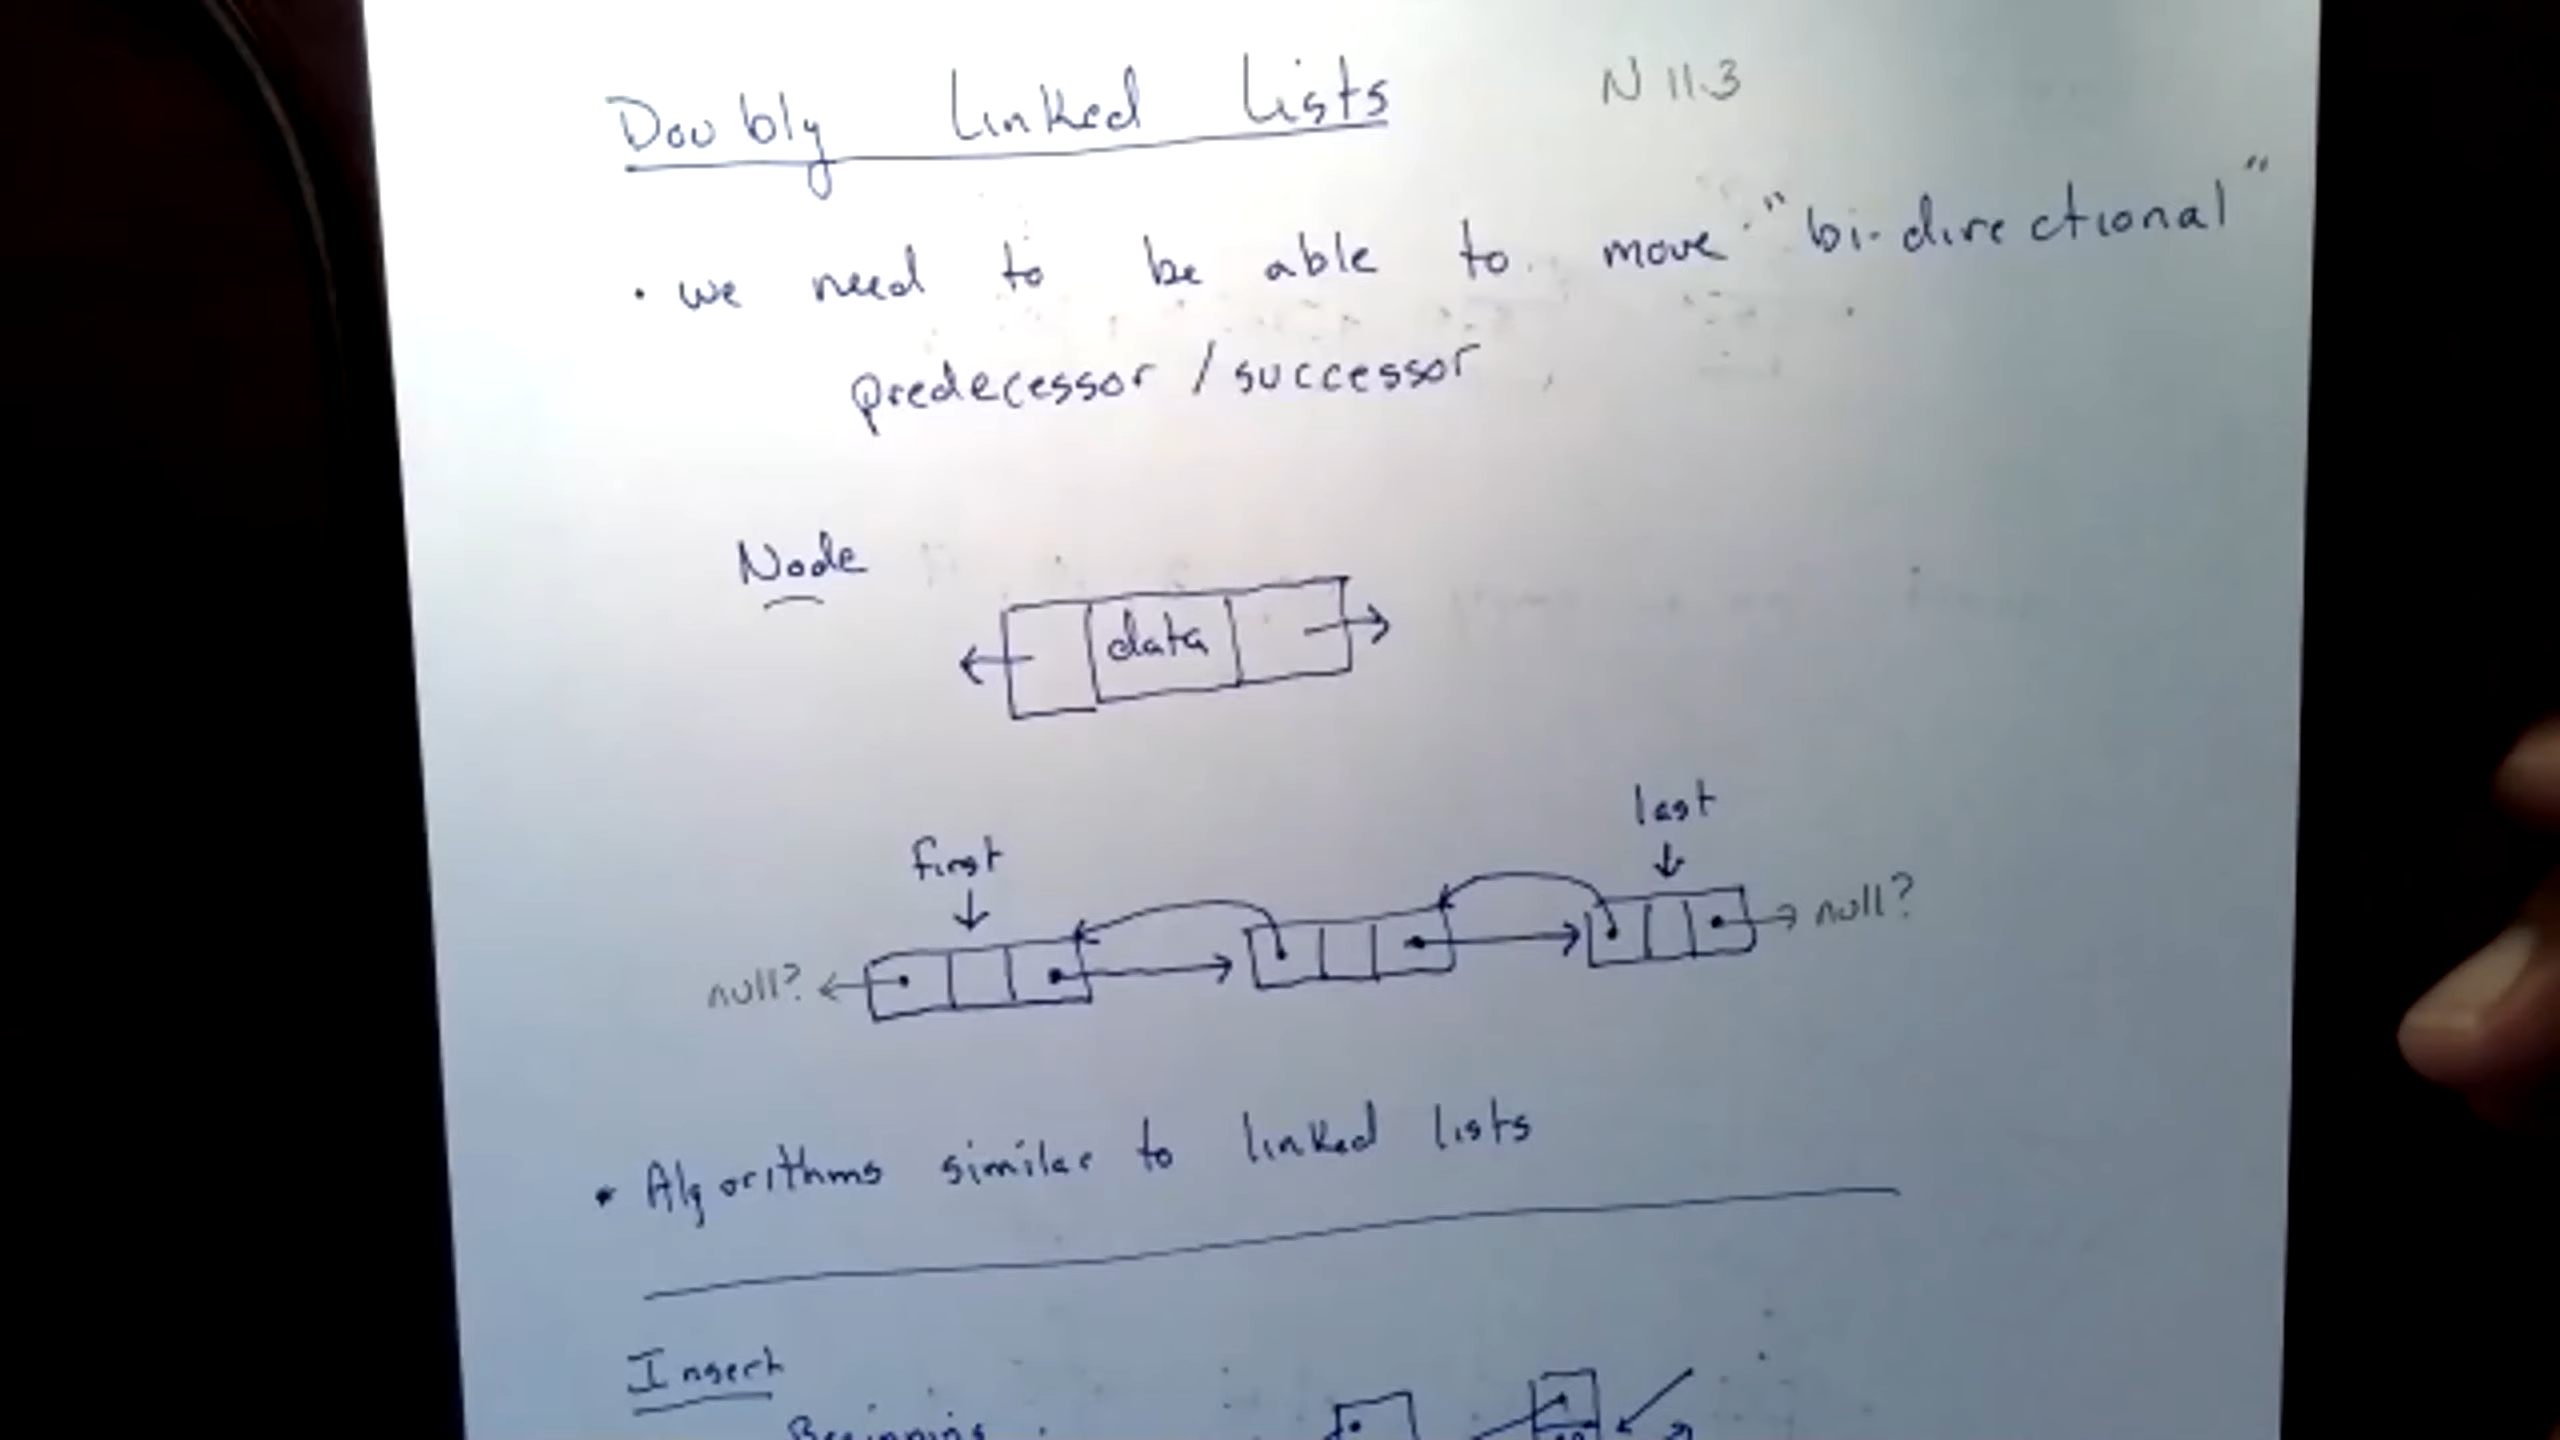 Doubly Linked Lists N 11.3
• we need to be able to move "bi-directional"
predecessor / successor
Node
data
first
last
null?
null?
• Algorithms similar to linked lists
Insert
Beginning